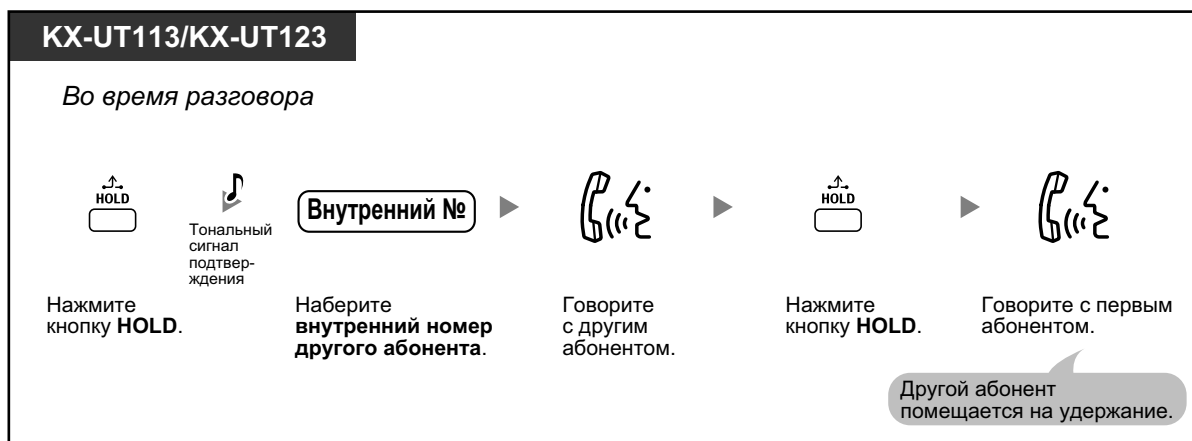 KX-UT113/KX-UT123
Во время разговора
HOLD
Тональный
сигнал
подтвер-
ждения
Внутренний №
HOLD
Нажмите
кнопку HOLD.
Наберите
внутренний номер
другого абонента.
Говорите
с другим
абонентом.
Нажмите
кнопку HOLD.
Говорите с первым
абонентом.
Другой абонент
помещается на удержание.